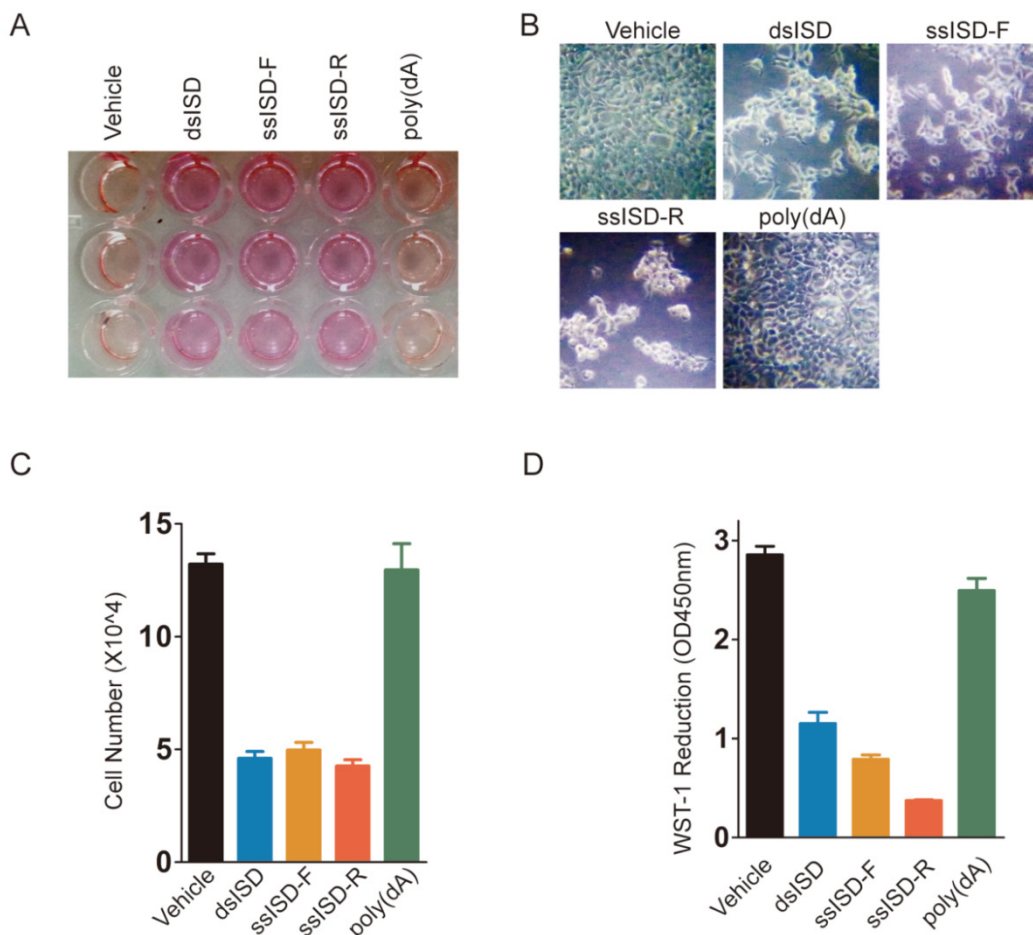 A
Vehicle
dsISD
ssISD-F
ssISD-R
poly(dA)
B
Vehicle
dsISD
ssISD-F
ssISD-R
poly(dA)
C
15
10
5
0
Cell Number (X10^4)
Vehicle
dsISD
ssISD-F
ssISD-R
poly(dA)
D
3
2
1
0
WST-1 Reduction (OD450nm)
Vehicle
dsISD
ssISD-F
ssISD-R
poly(dA)